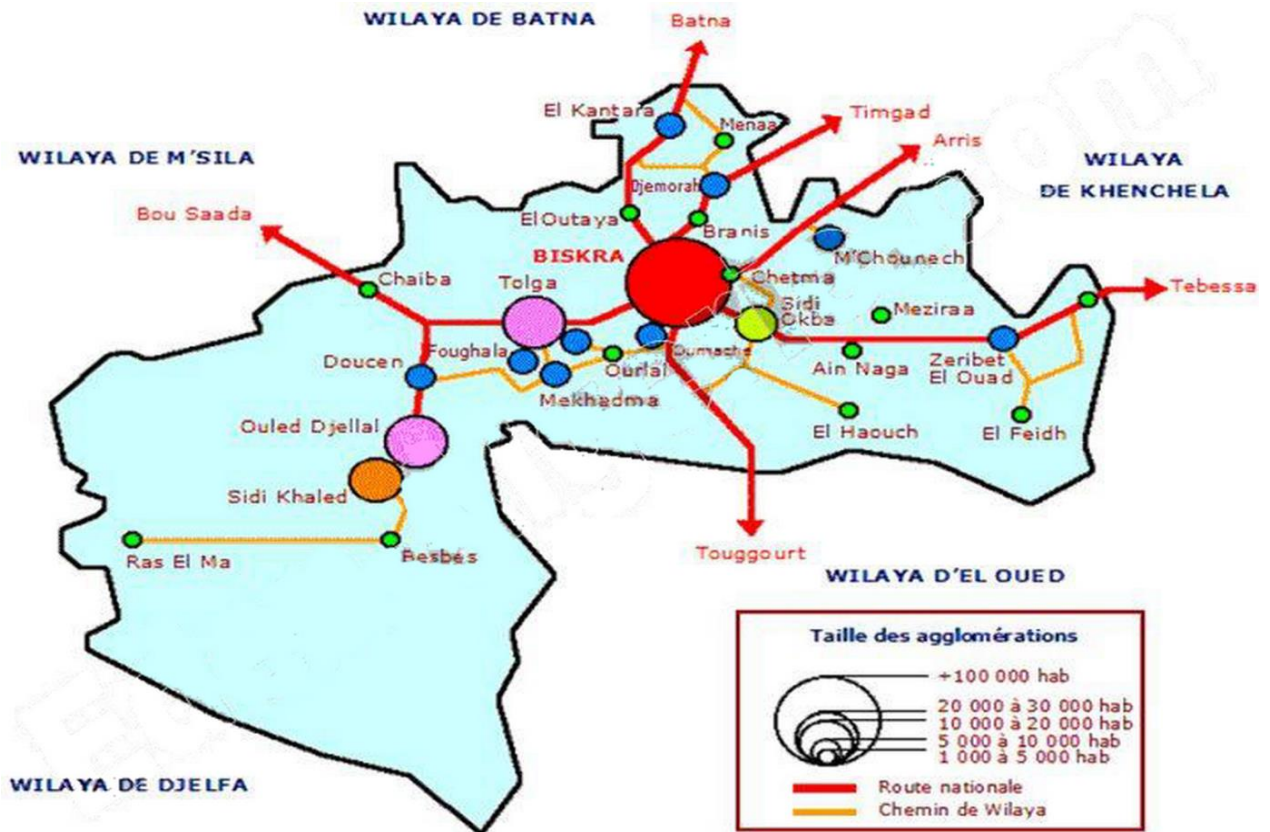 WILAYA DE BATNA
Batna
El Kantara
Menaa
Timgad
Arris
WILAYA DE M'SILA
WILAYA
DE KHENCHELA
Djemorah
Bou Saada
El Outaya
Branis
BISKRA
M'Chounech
Chaiba
Tolga
Chetma
Tebessa
Sidi
Okba
Meziraa
Doucen
Foughala
Oumache
Ourlal
Ain Naga
Zeribet
El Ouad
Mekhadma
Ouled Djellal
El Haouch
El Feidh
Sidi Khaled
Ras El Ma
Besbes
Touggourt
WILAYA D'EL OUED
Taille des agglomérations
+100 000 hab
20 000 à 30 000 hab
10 000 à 20 000 hab
5 000 à 10 000 hab
1 000 à 5 000 hab
Route nationale
Chemin de Wilaya
WILAYA DE DJELFA